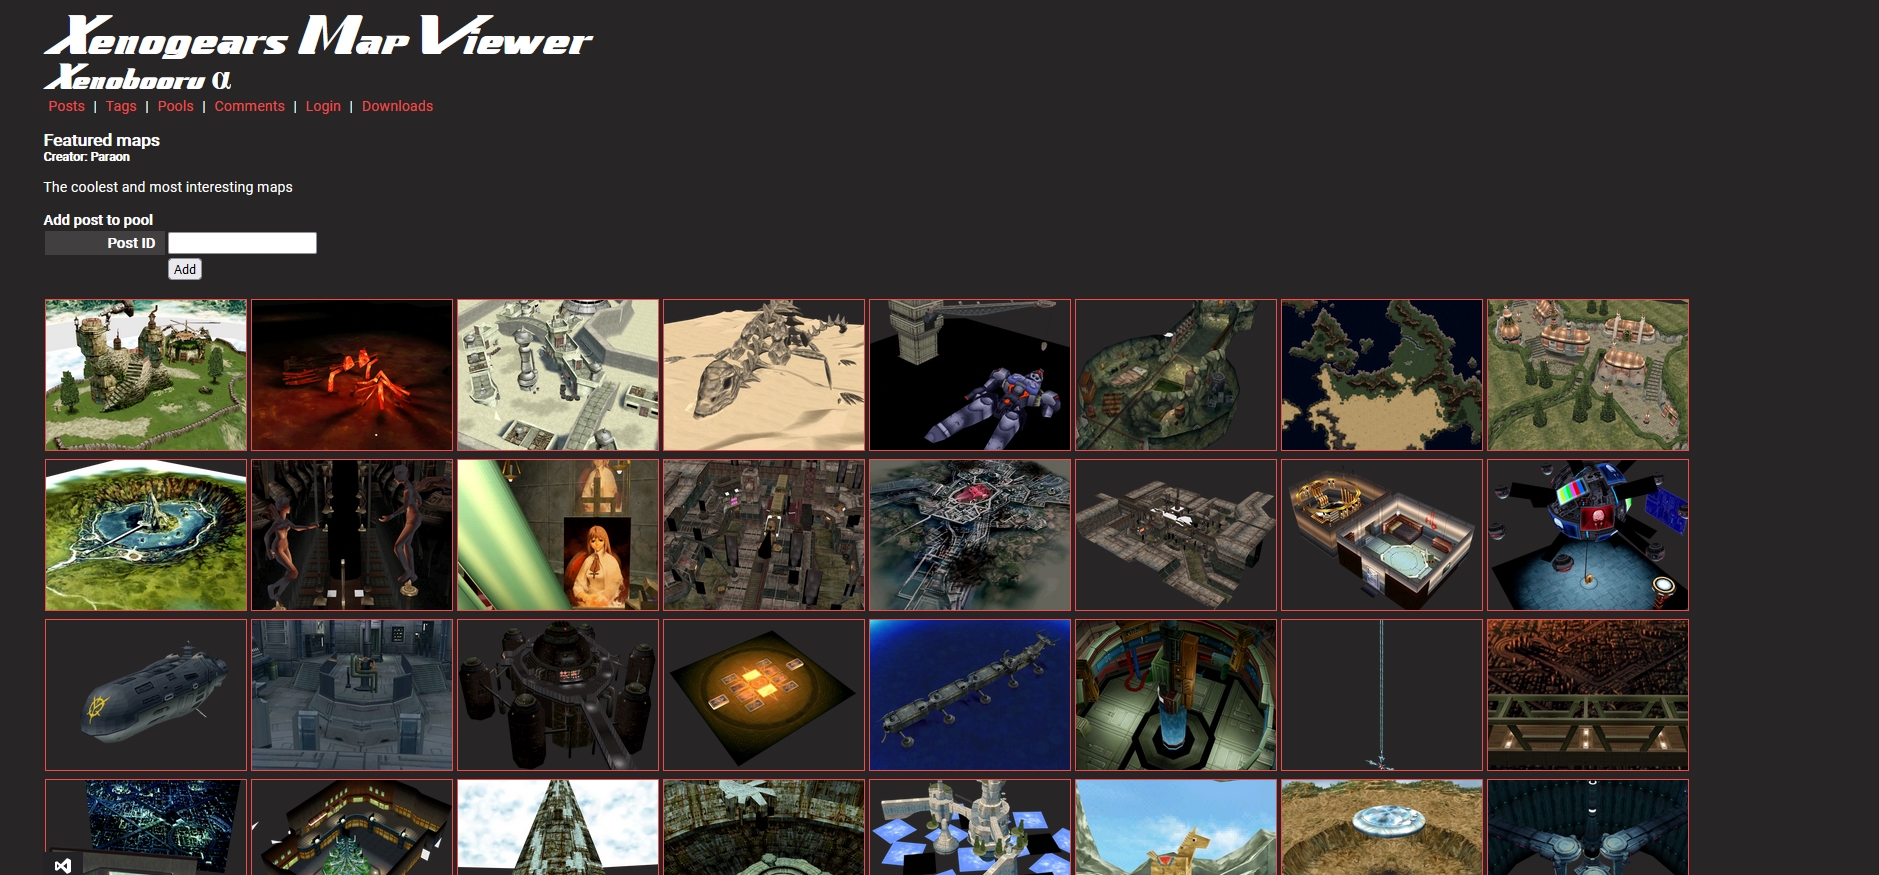 Xenogears Map Viewer
Xenobooru α
Posts | Tags | Pools | Comments | Login | Downloads
Featured maps
Creator: Paraon
The coolest and most interesting maps
Add post to pool
Post ID
Add